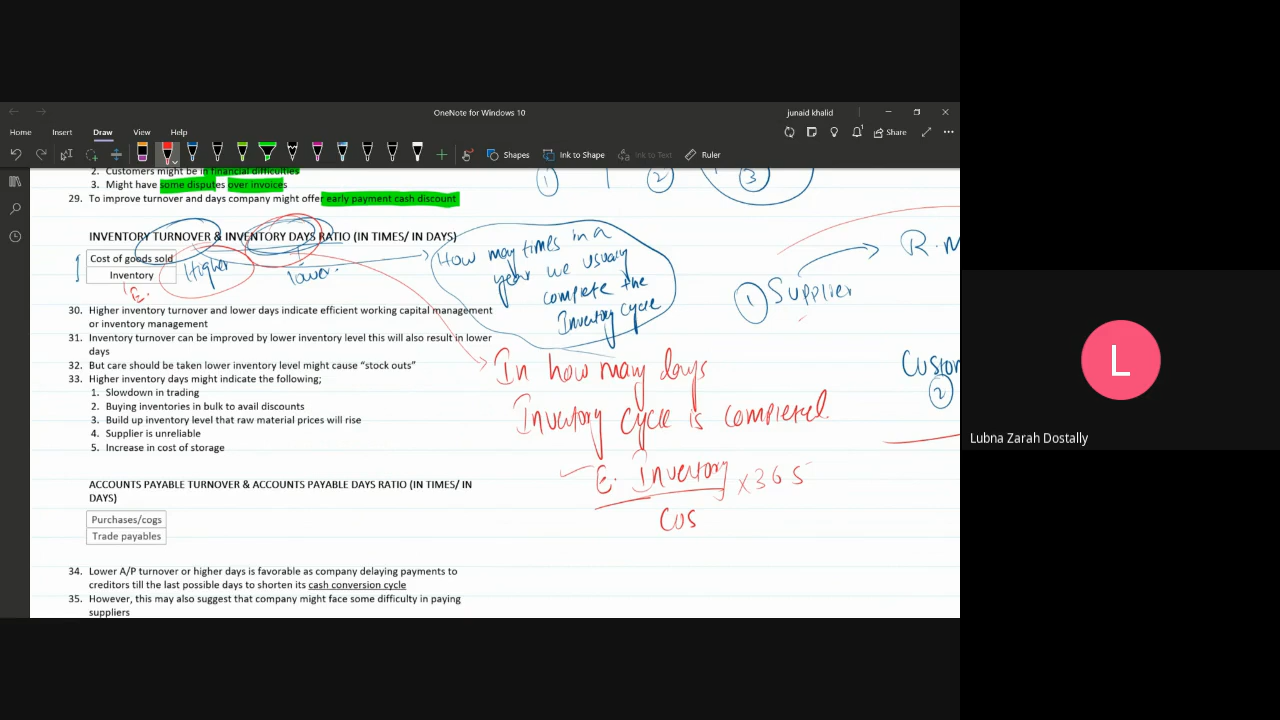 OneNote for Windows 10
junaid khalid
Home Insert Draw View Help
Share
Shapes Ink to Shape Ink to Text Ruler
2. Customers might be in financial difficulties
3. Might have some disputes over invoices
29. To improve turnover and days company might offer early payment cash discount
1 2 3
INVENTORY TURNOVER & INVENTORY DAYS RATIO (IN TIMES/ IN DAYS)
Cost of goods sold
Inventory
E.
Higher
lower.
How may times in a
year we usuary
complete the
Inventory cycle
R.M
1 Supplier
Custom
2
30. Higher inventory turnover and lower days indicate efficient working capital management
or inventory management
31. Inventory turnover can be improved by lower inventory level this will also result in lower
days
32. But care should be taken lower inventory level might cause “stock outs”
33. Higher inventory days might indicate the following;
1. Slowdown in trading
2. Buying inventories in bulk to avail discounts
3. Build up inventory level that raw material prices will rise
4. Supplier is unreliable
5. Increase in cost of storage
In how many days
Inventory cycle is completed.
E. Inventory x 365
COS
ACCOUNTS PAYABLE TURNOVER & ACCOUNTS PAYABLE DAYS RATIO (IN TIMES/ IN
DAYS)
Purchases/cogs
Trade payables
34. Lower A/P turnover or higher days is favorable as company delaying payments to
creditors till the last possible days to shorten its cash conversion cycle
35. However, this may also suggest that company might face some difficulty in paying
suppliers
L
Lubna Zarah Dostally